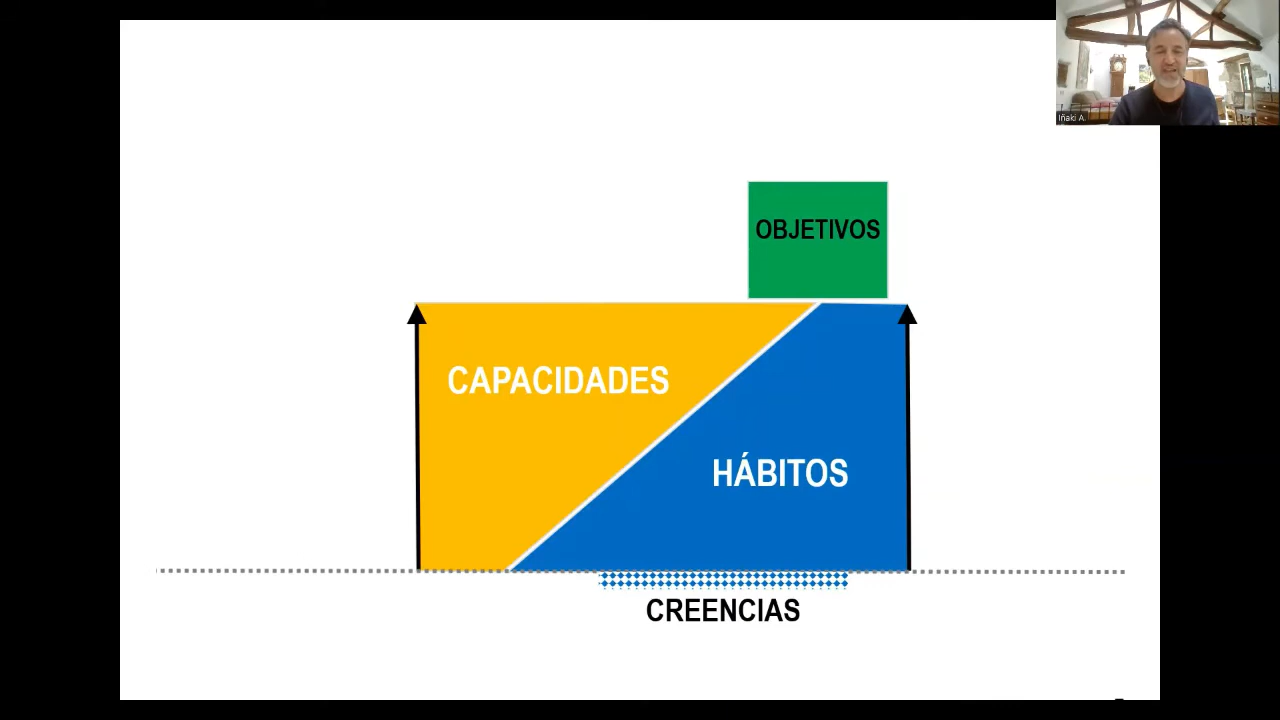 Iñaki A.
OBJETIVOS
CAPACIDADES
HÁBITOS
CREENCIAS